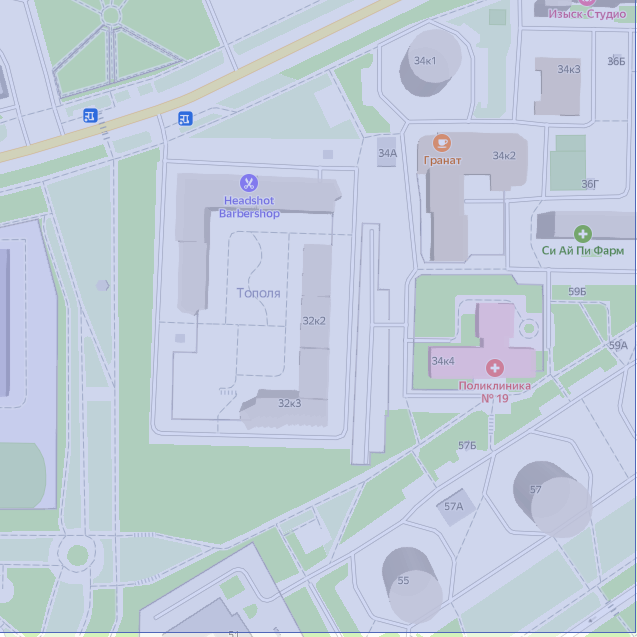 Изыск-Студио
34к1
34к3
36Б
34А
Гранат
34к2
36Г
Headshot
Barbershop
Си Ай Пи Фарм
Тополя
59Б
32к2
59А
34к4
Поликлиника
№ 19
32к3
57Б
57
57А
55